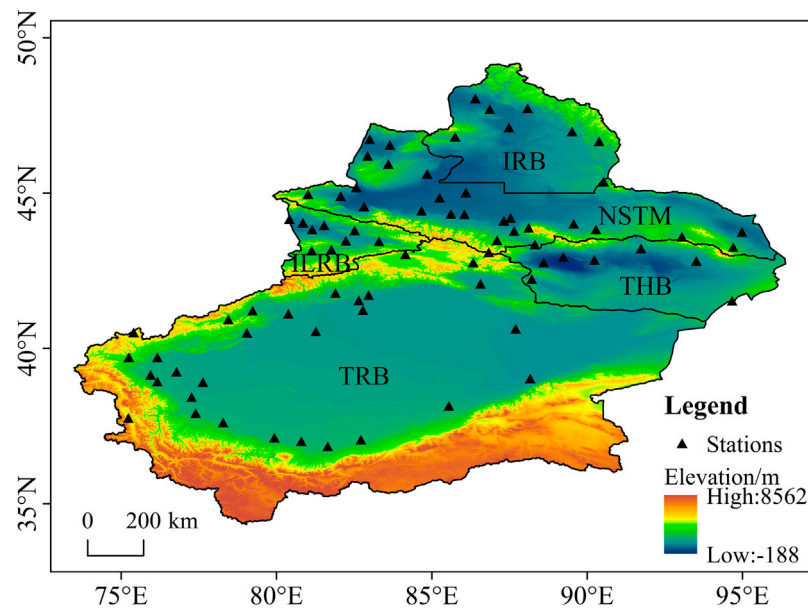 50°N
45°N
40°N
35°N
IRB
NSTM
ILRB
THB
TRB
Legend
Stations
Elevation/m
High:8562
Low:-188
0 200 km
75°E 80°E 85°E 90°E 95°E